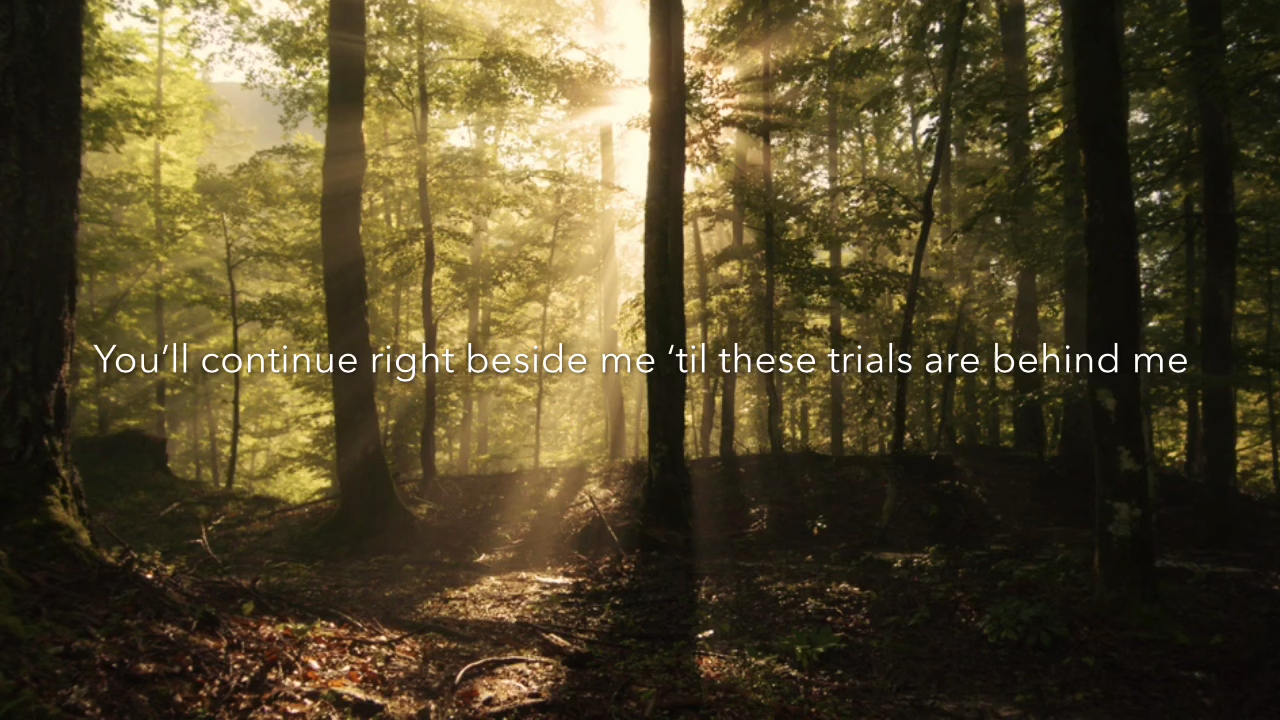 You’ll continue right beside me ‘til these trials are behind me